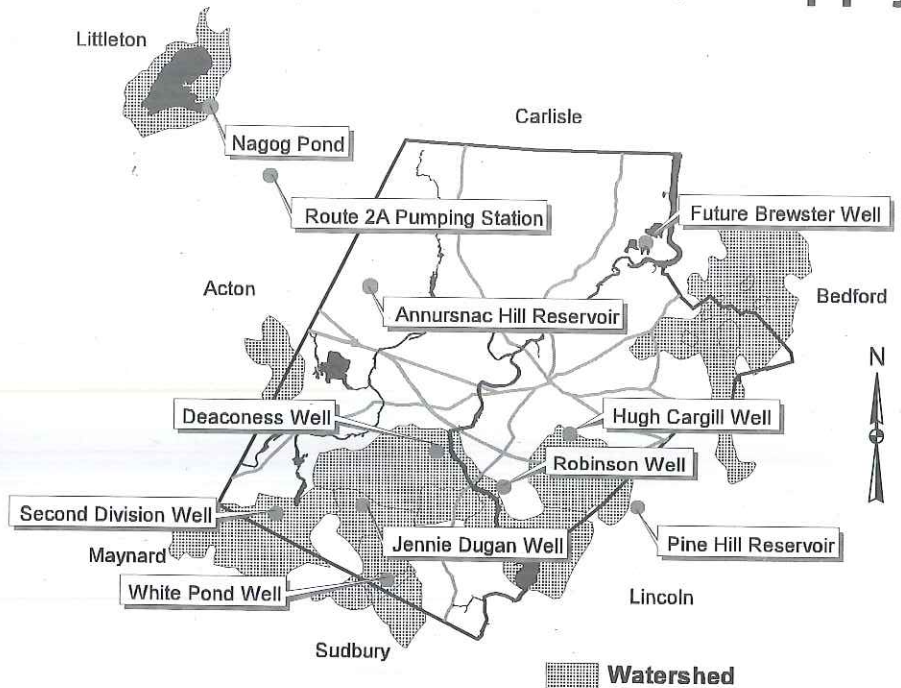 Littleton
Carlisle
Nagog Pond
Route 2A Pumping Station
Future Brewster Well
Acton
Bedford
Annursnac Hill Reservoir
N
Deaconess Well
Hugh Cargill Well
Robinson Well
Second Division Well
Jennie Dugan Well
Pine Hill Reservoir
Maynard
White Pond Well
Lincoln
Sudbury
Watershed